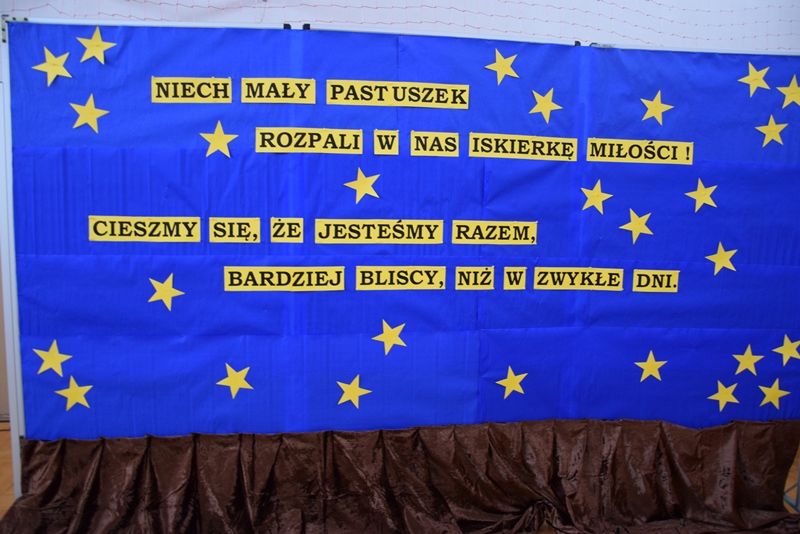 NIECH MAŁY PASTUSZEK
ROZPALI W NAS ISKIERKĘ MIŁOŚCI !
CIESZMY SIĘ, ŻE JESTEŚMY RAZEM,
BARDZIEJ BLISCY, NIŻ W ZWYKŁE DNI.